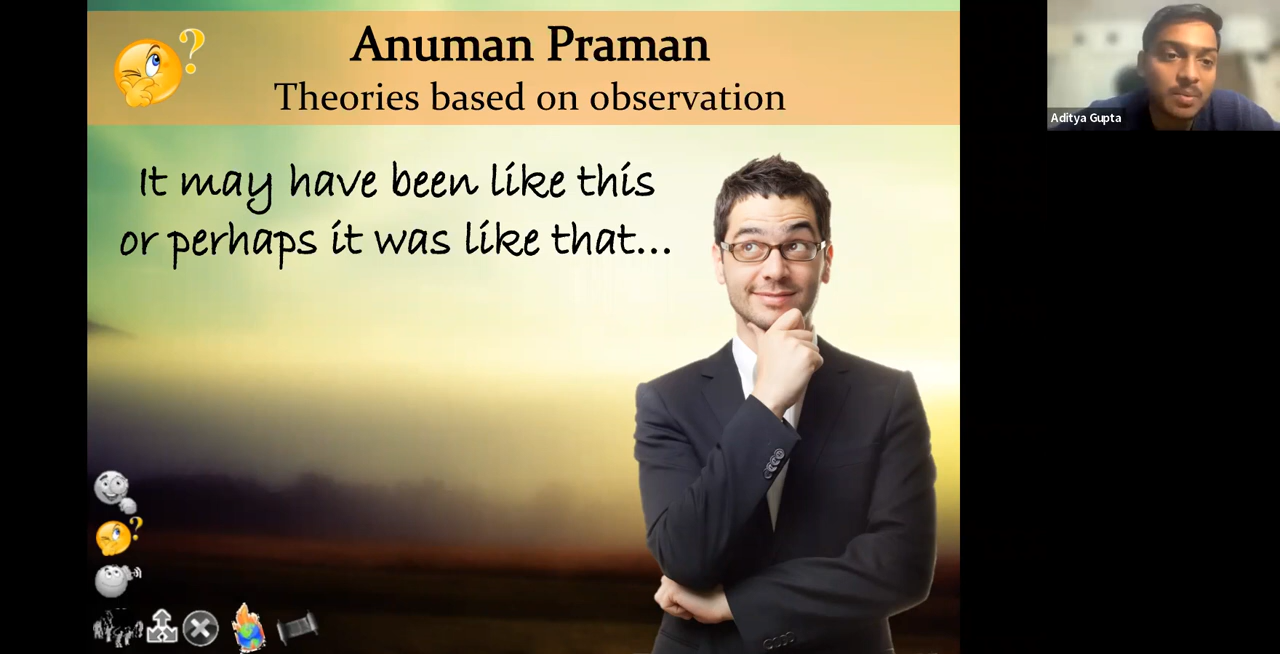 Anuman Praman
Theories based on observation
It may have been like this
or perhaps it was like that...
Aditya Gupta